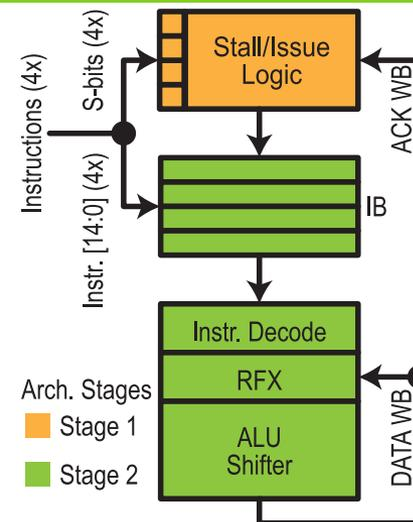 Instructions (4x)
S-bits (4x)
Instr. [14:0] (4x)
Stall/Issue
Logic
ACK WB
IB
Instr. Decode
RFX
ALU
Shifter
DATA WB
Arch. Stages
Stage 1
Stage 2